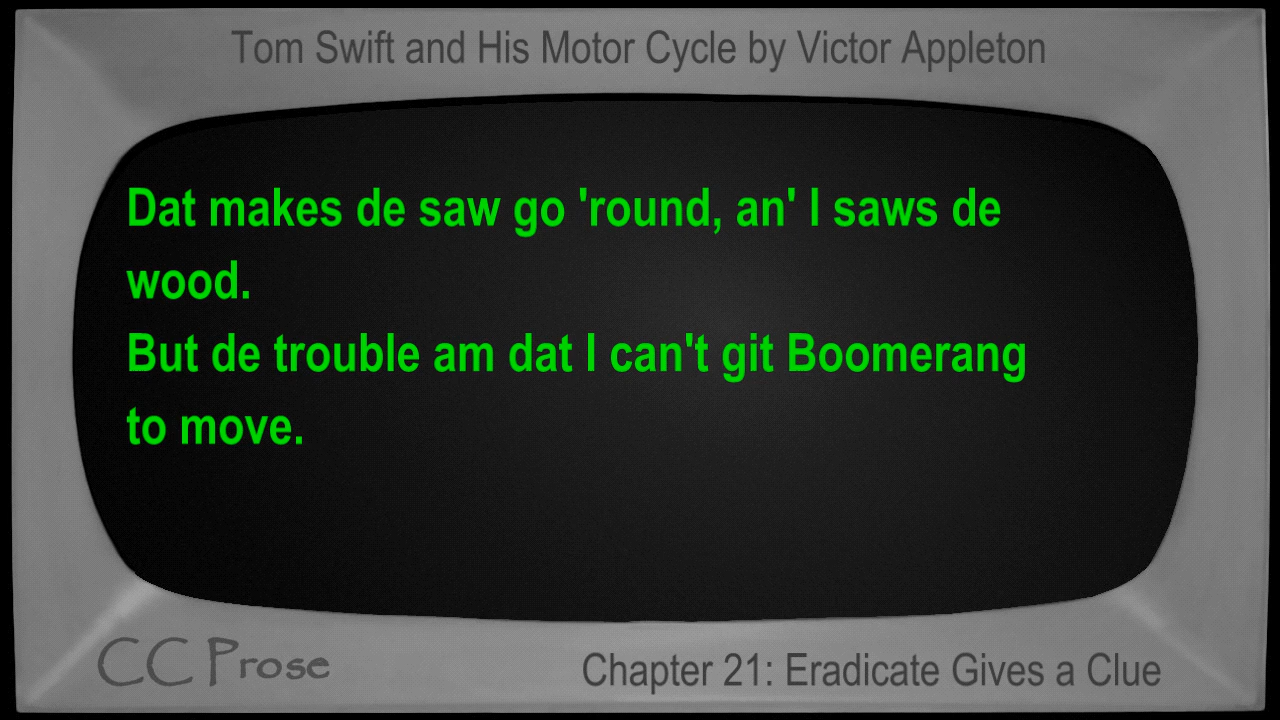 Tom Swift and His Motor Cycle by Victor Appleton
Dat makes de saw go 'round, an' I saws de
wood.
But de trouble am dat I can't git Boomerang
to move.
CC Prose
Chapter 21: Eradicate Gives a Clue